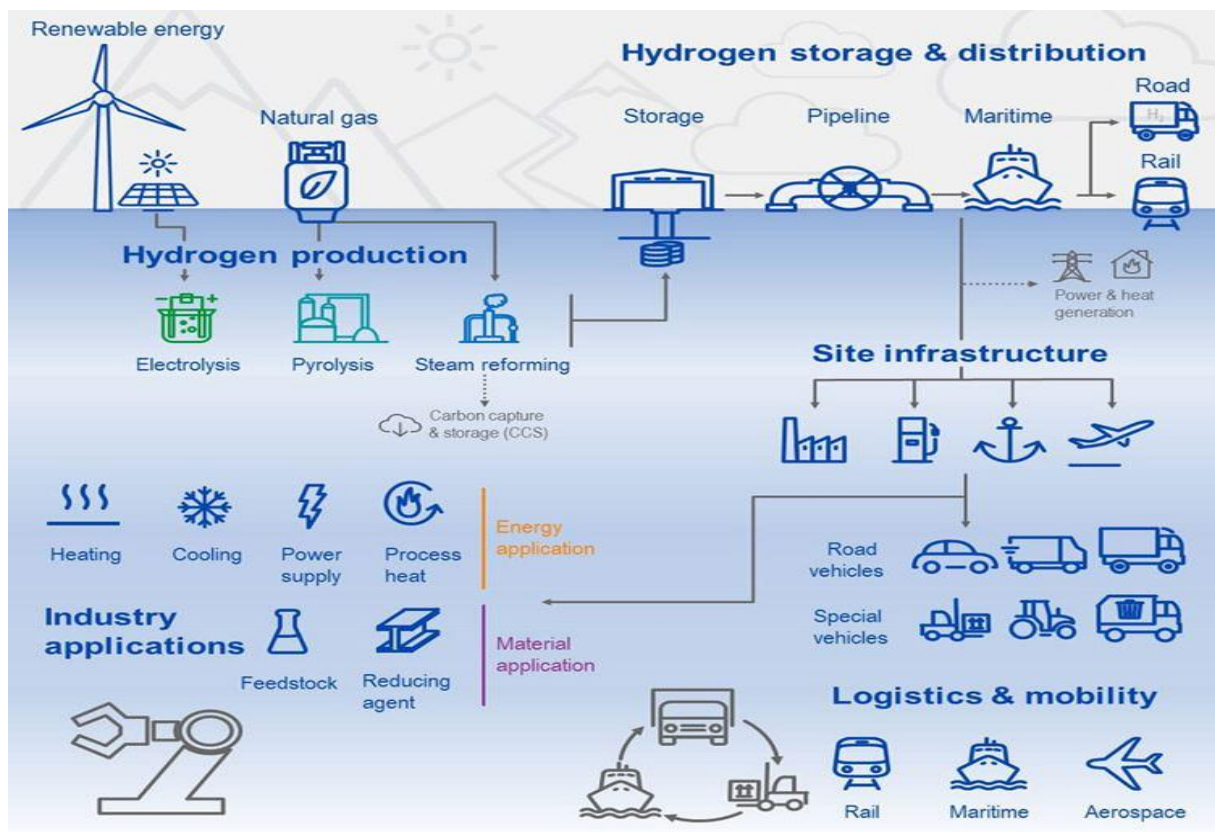 Renewable energy
Hydrogen storage & distribution
Natural gas
Storage
Pipeline
Maritime
Road
H₂
Rail
Hydrogen production
Electrolysis
Pyrolysis
Steam reforming
Carbon capture
& storage (CCS)
Power & heat
generation
Site infrastructure
Heating
Cooling
Power
supply
Process
heat
Energy
application
Industry
applications
Feedstock
Reducing
agent
Material
application
Road
vehicles
Special
vehicles
Logistics & mobility
Rail
Maritime
Aerospace